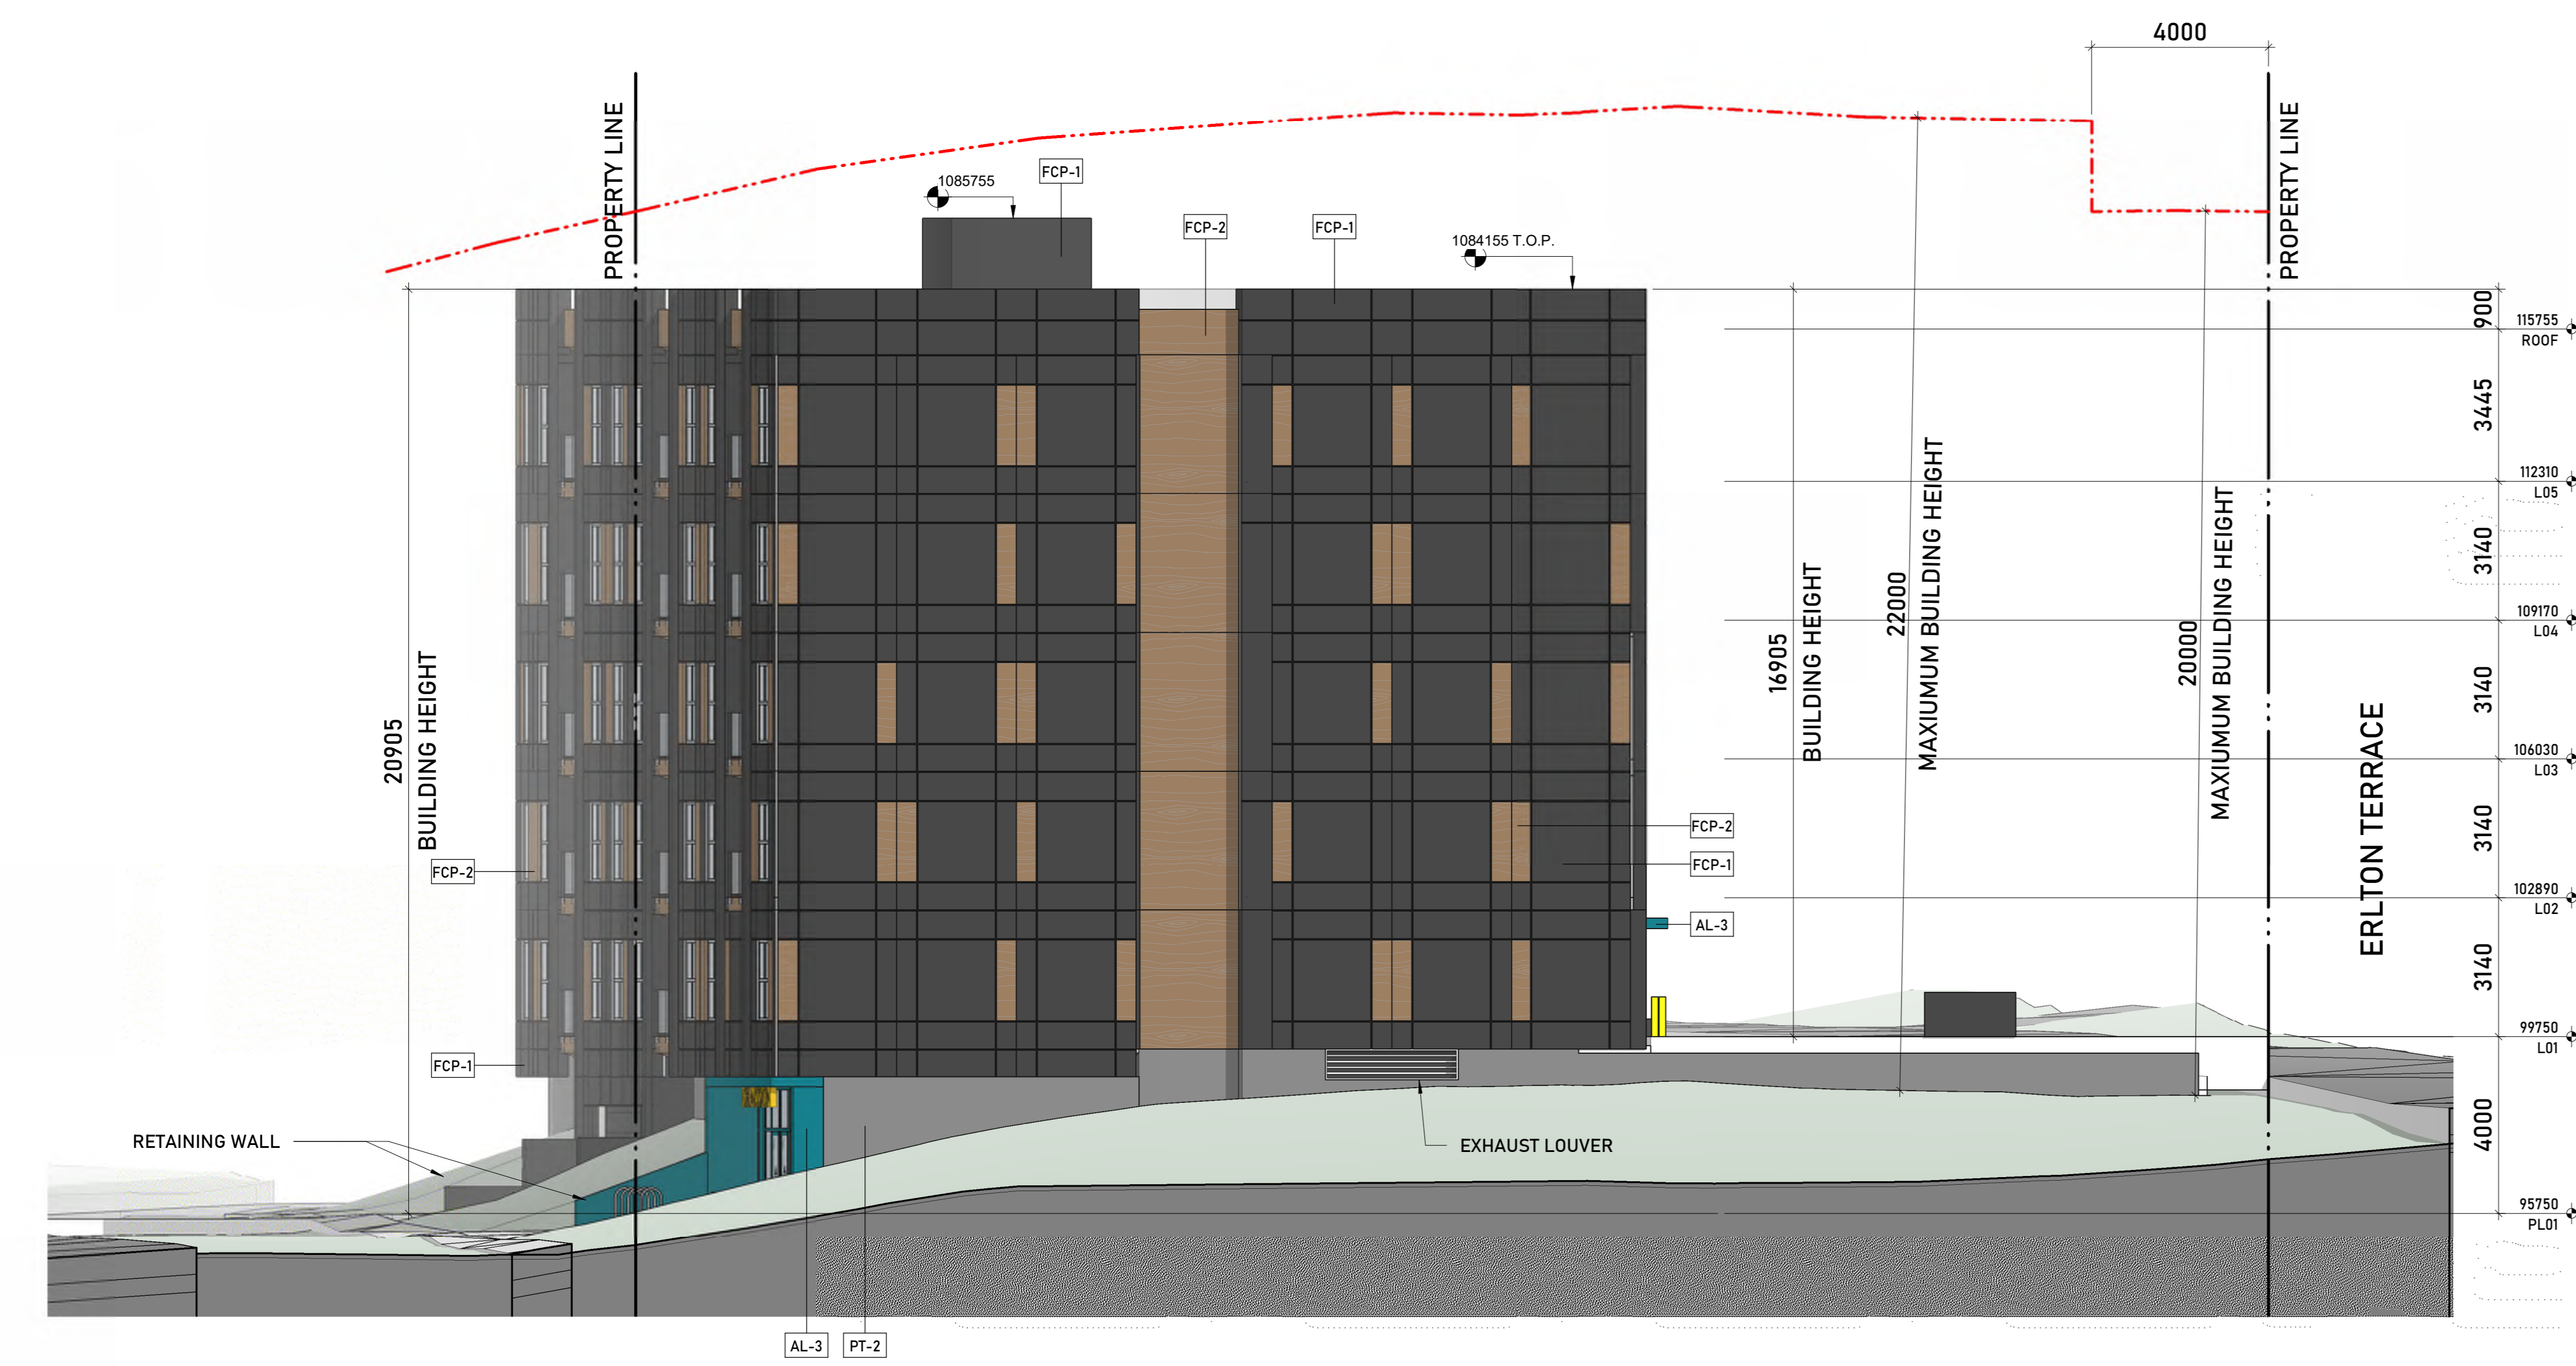 4000
PROPERTY LINE
PROPERTY LINE
1085755
FCP-1
FCP-2
FCP-1
1084155 T.O.P.
900
115755
ROOF
3445
112310
L05
3140
109170
L04
3140
106030
L03
3140
102890
L02
3140
99750
L01
4000
95750
PL01
20905
BUILDING HEIGHT
16905
BUILDING HEIGHT
22000
MAXIUMUM BUILDING HEIGHT
20000
MAXIUMUM BUILDING HEIGHT
ERLTON TERRACE
FCP-2
FCP-1
AL-3
FCP-2
FCP-1
RETAINING WALL
EXHAUST LOUVER
AL-3
PT-2